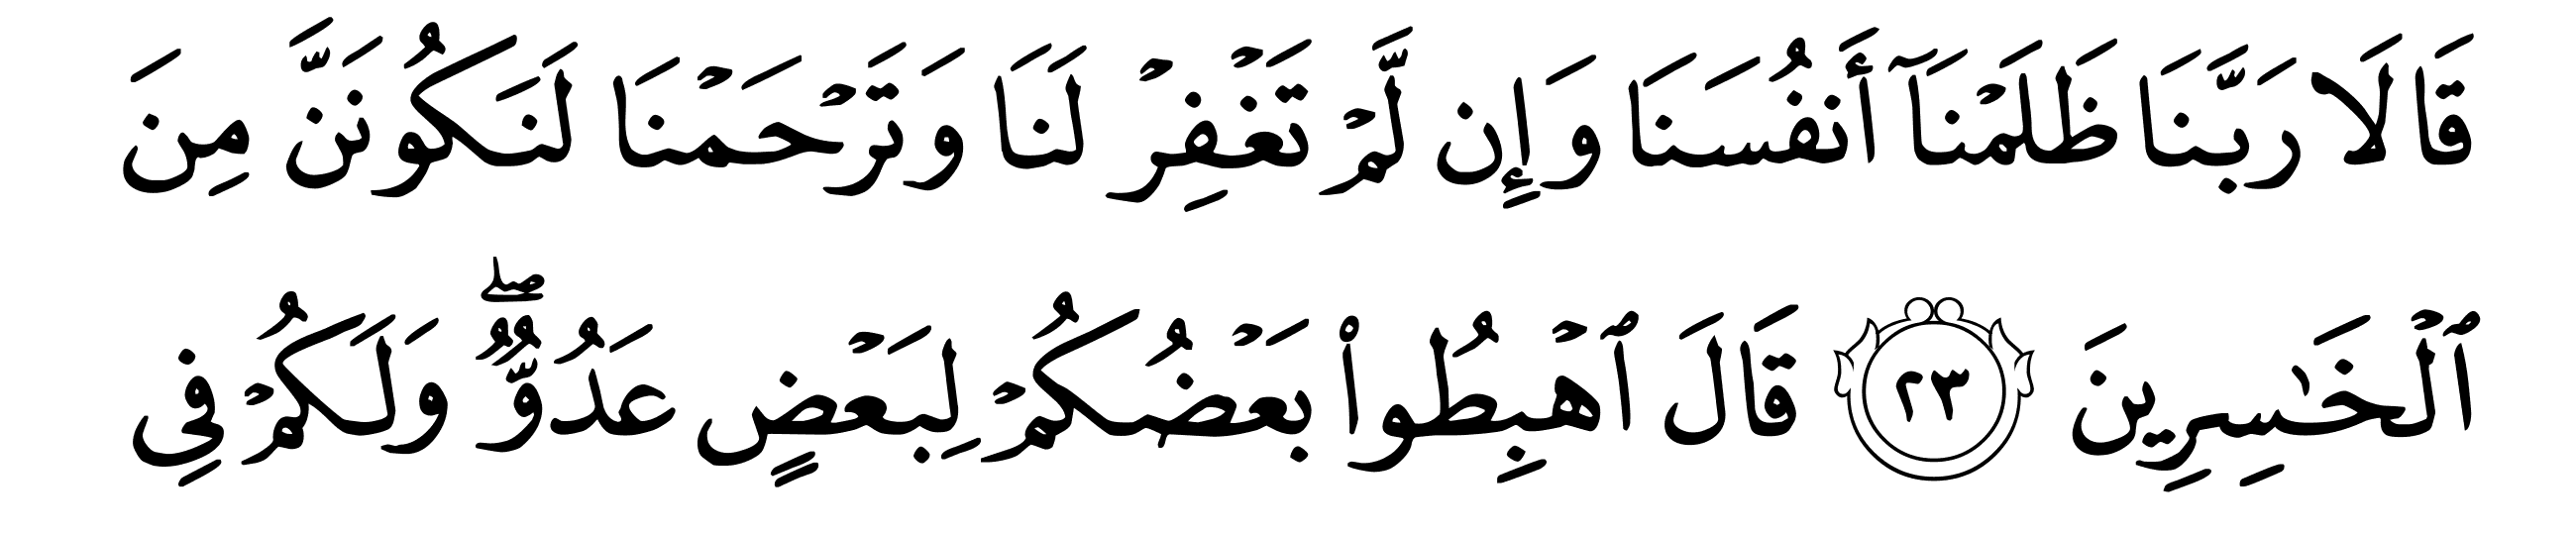 قَالَا رَبَّنَا ظَلَمْنَآ أَنفُسَنَا وَإِن لَّمْ تَغْفِرْ لَنَا وَتَرْحَمْنَا لَنَكُونَنَّ مِنَ
ٱلْخَـٰسِرِينَ ٢٣ قَالَ ٱهْبِطُوا۟ بَعْضُكُمْ لِبَعْضٍ عَدُوٌّ ۖ وَلَكُمْ فِى